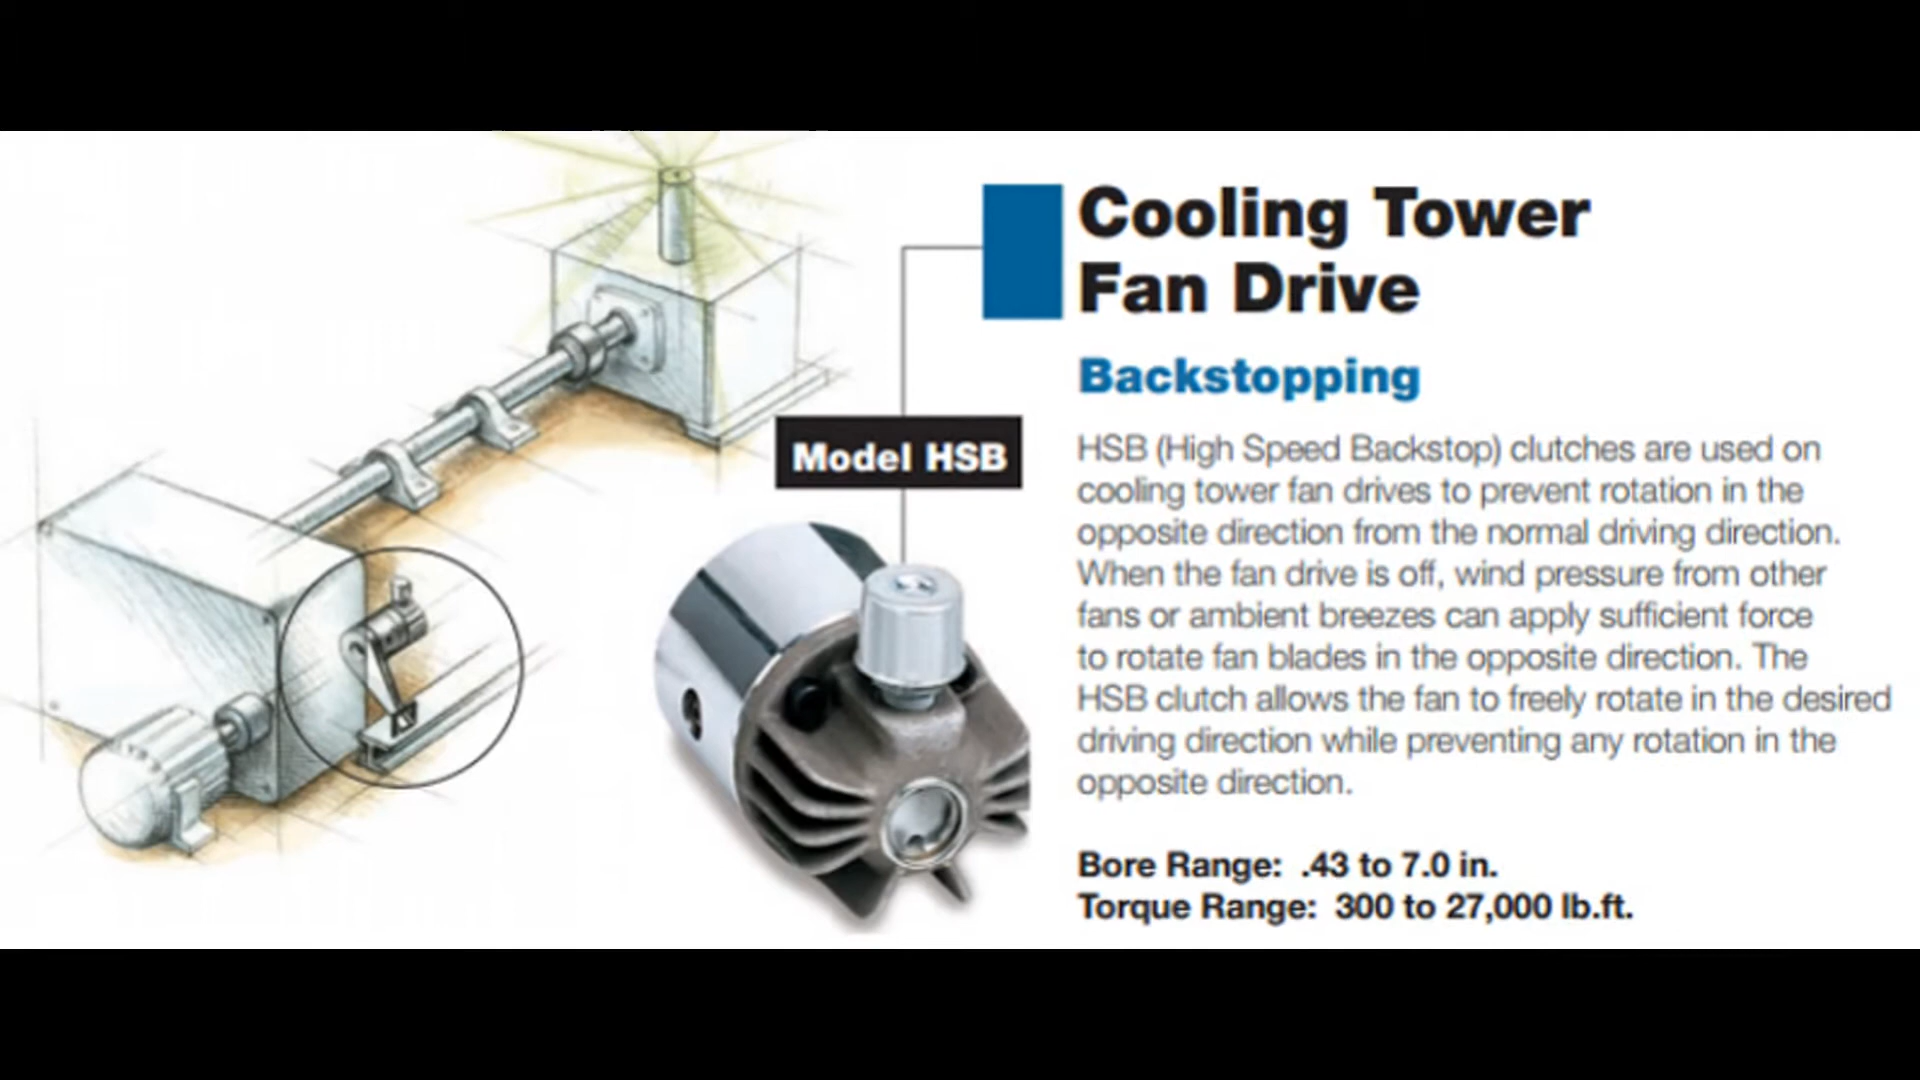 Cooling Tower
Fan Drive
Backstopping
Model HSB
HSB (High Speed Backstop) clutches are used on
cooling tower fan drives to prevent rotation in the
opposite direction from the normal driving direction.
When the fan drive is off, wind pressure from other
fans or ambient breezes can apply sufficient force
to rotate fan blades in the opposite direction. The
HSB clutch allows the fan to freely rotate in the desired
driving direction while preventing any rotation in the
opposite direction.
Bore Range: .43 to 7.0 in.
Torque Range: 300 to 27,000 lb.ft.